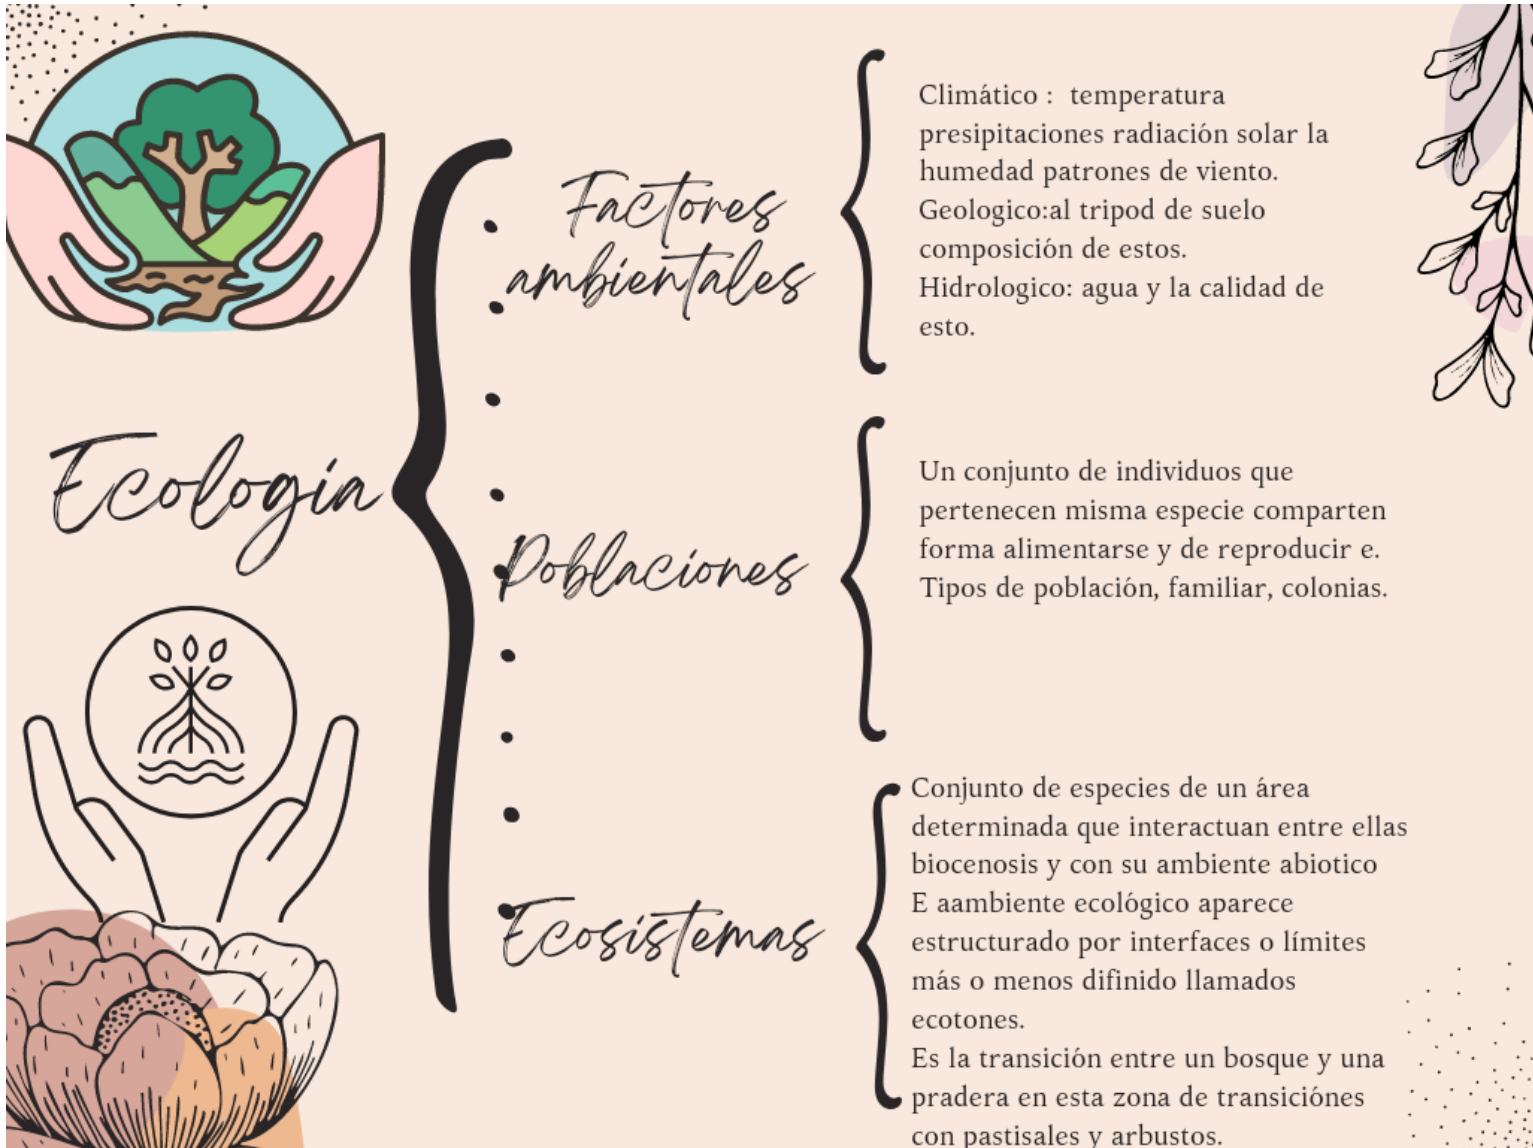 Ecología
Factores
ambientales
Climático :  temperatura
presipitaciones radiación solar la
humedad patrones de viento.
Geologico:al tripod de suelo
composición de estos.
Hidrologico: agua y la calidad de
esto.
Poblaciones
Un conjunto de individuos que
pertenecen misma especie comparten
forma alimentarse y de reproducir e.
Tipos de población, familiar, colonias.
Ecosistemas
Conjunto de especies de un área
determinada que interactuan entre ellas
biocenosis y con su ambiente abiotico
E aambiente ecológico aparece
estructurado por interfaces o límites
más o menos difinido llamados
ecotones.
Es la transición entre un bosque y una
pradera en esta zona de transiciónes
con pastisales y arbustos.